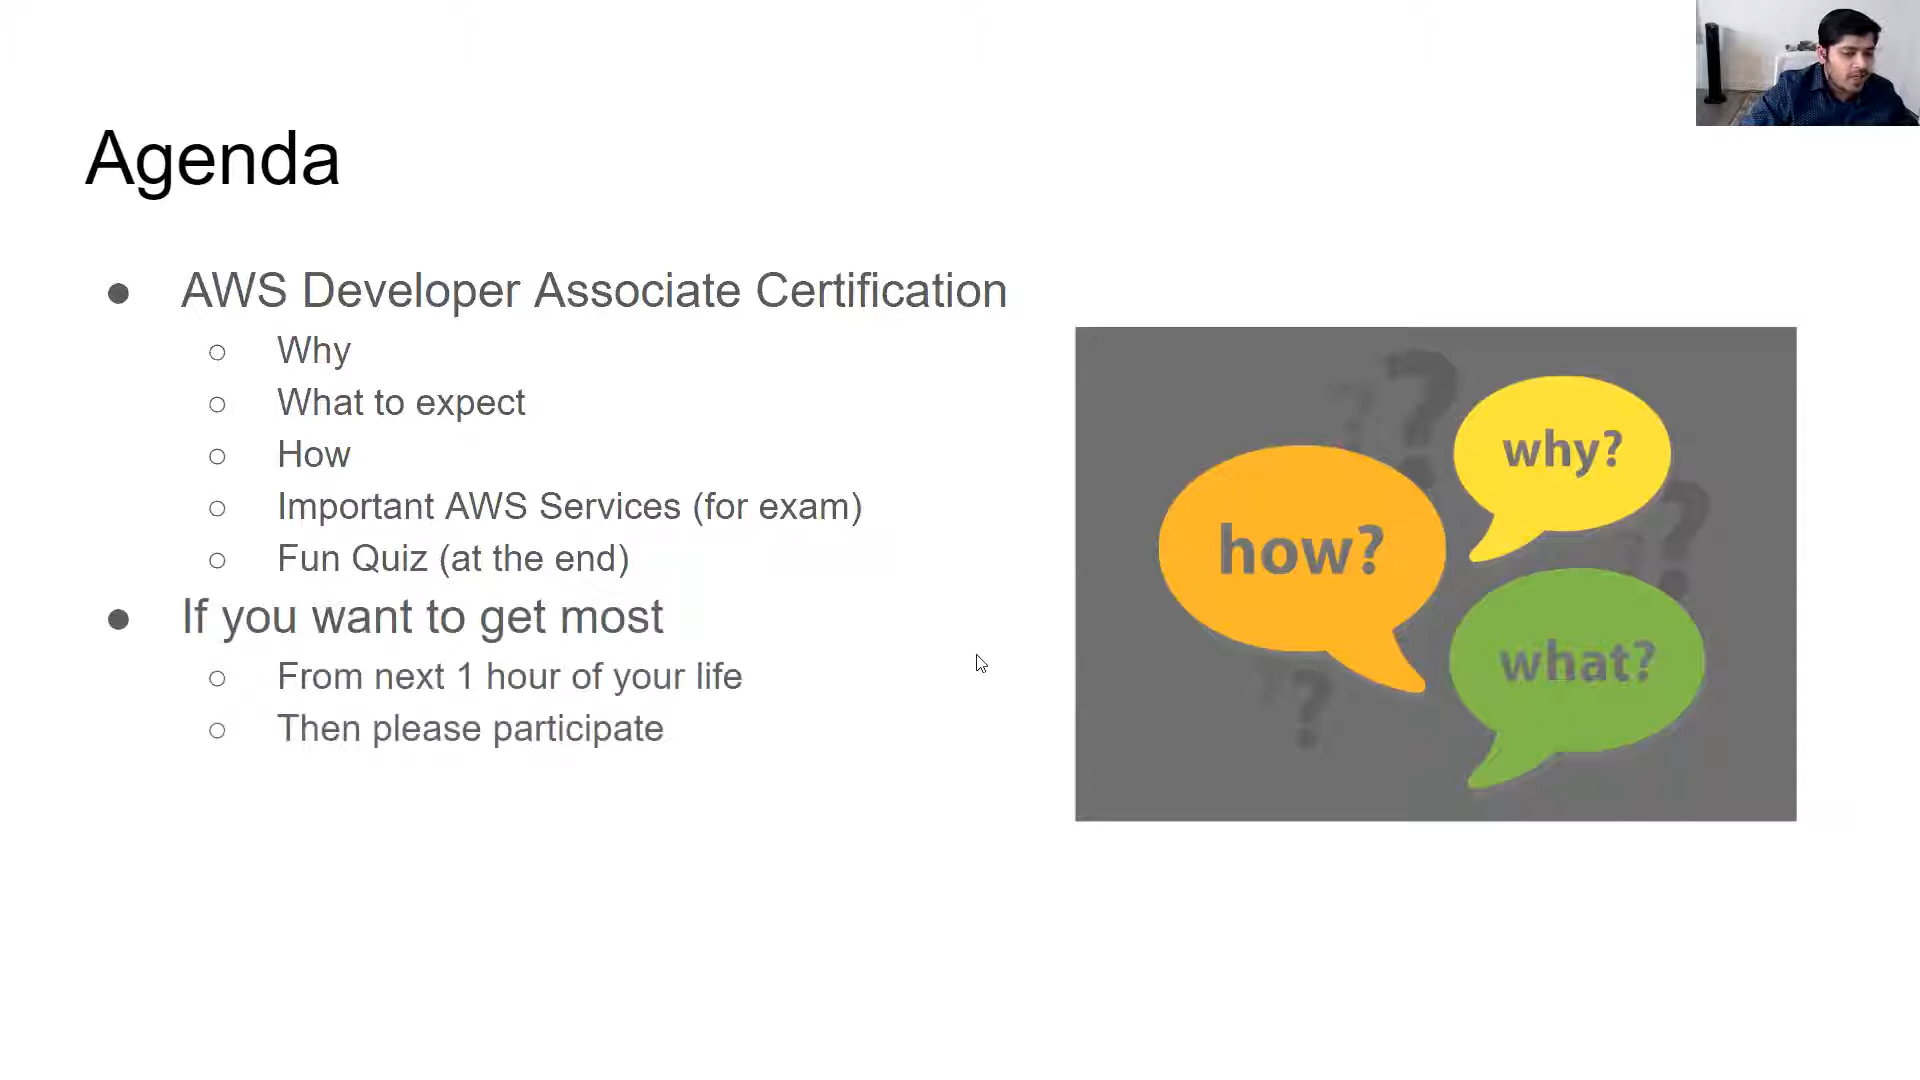 Agenda
AWS Developer Associate Certification
Why
What to expect
How
Important AWS Services (for exam)
Fun Quiz (at the end)
If you want to get most
From next 1 hour of your life
Then please participate
why?
how?
what?